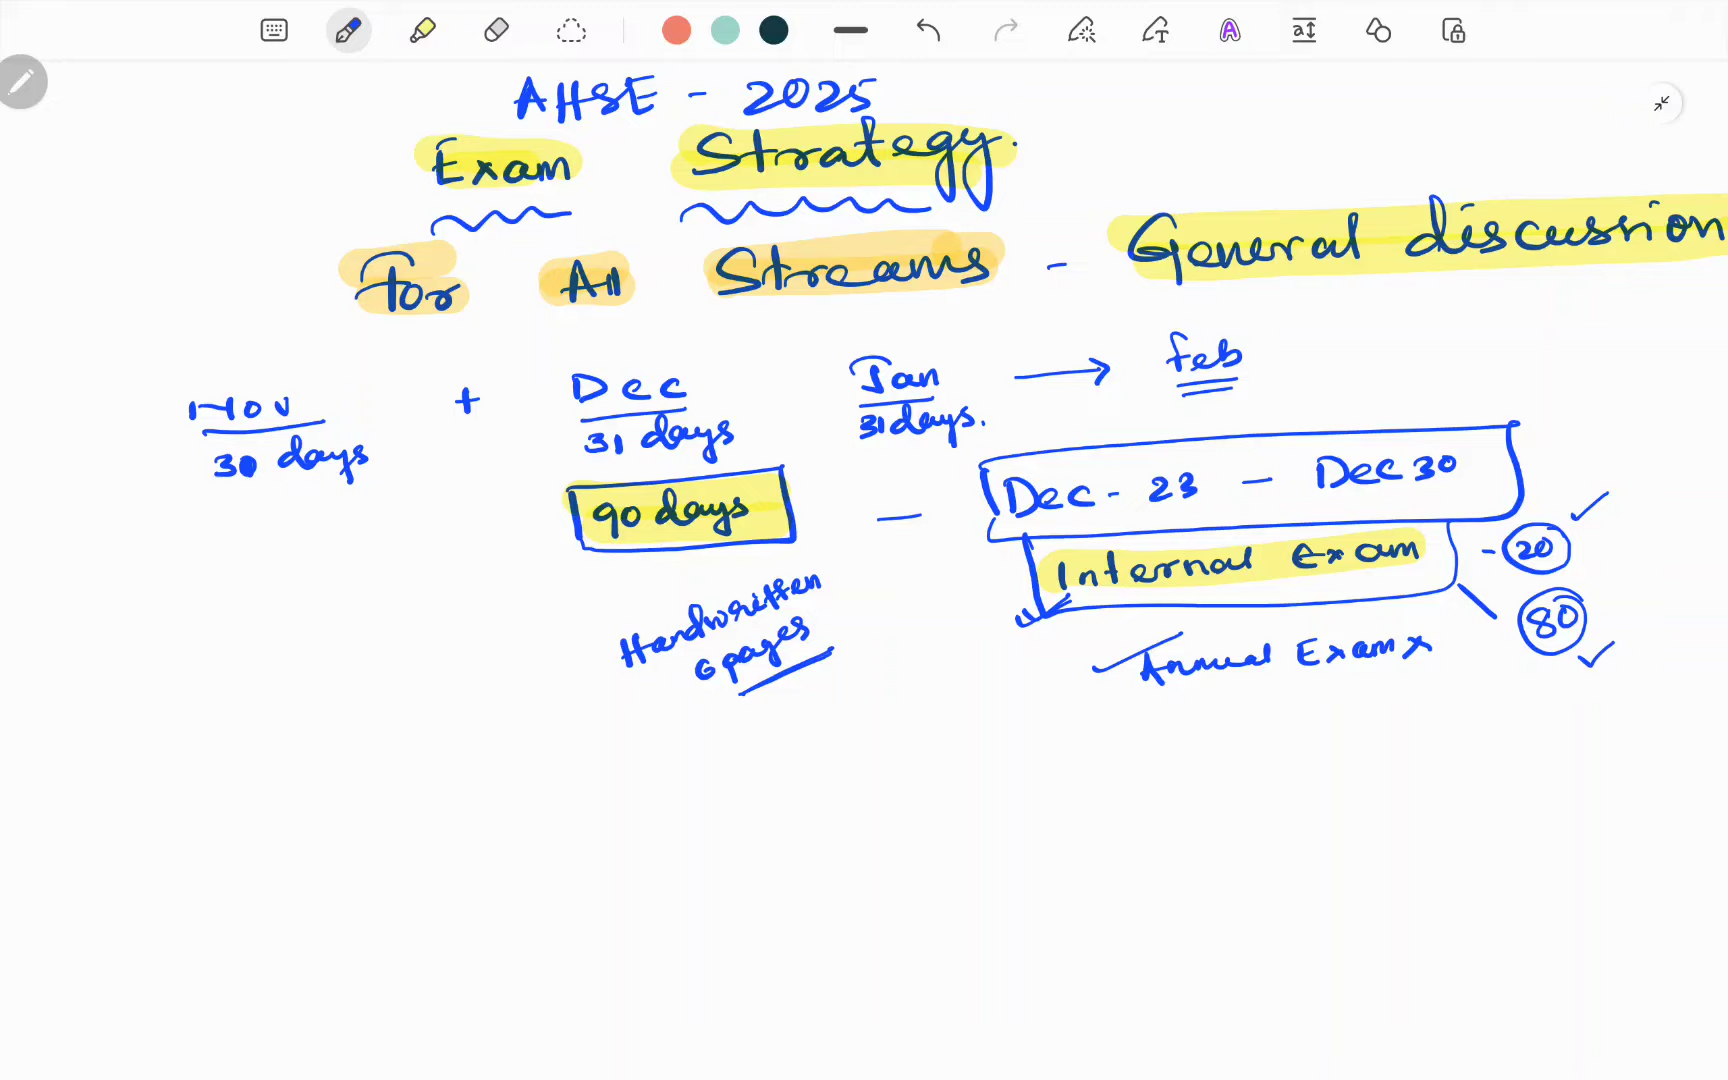 AHSE - 2025
Exam Strategy.
For All Streams - General discussion
Nov + Dec Jan → Feb
30 days 31 days 31 days.
90 days — Dec - 23 — Dec 30
Internal Exam - 20
80
Handwritten
6 pages
Annual Exam x